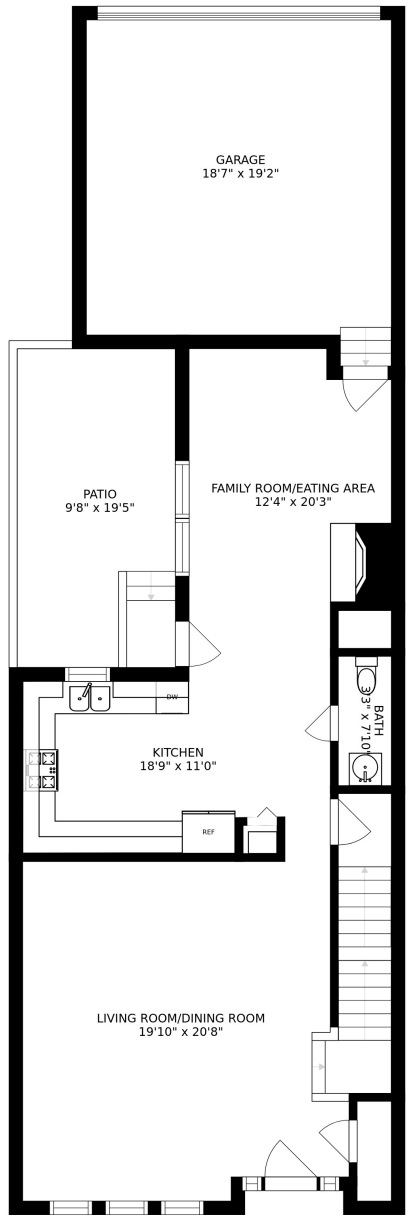 GARAGE
18'7" x 19'2"
PATIO
9'8" x 19'5"
FAMILY ROOM/EATING AREA
12'4" x 20'3"
BATH
3'3" x 7'10"
DW
KITCHEN
18'9" x 11'0"
REF
LIVING ROOM/DINING ROOM
19'10" x 20'8"